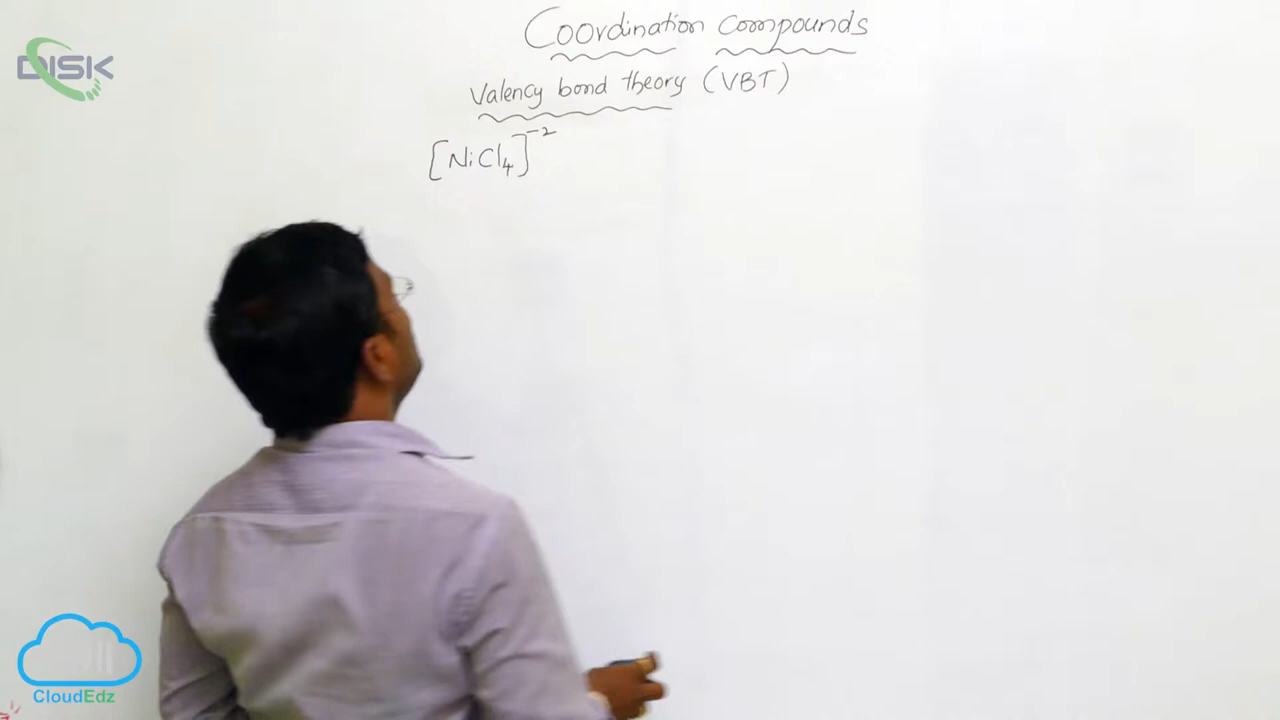 Coordination compounds
DISK
Valency bond theory (VBT)
[NiCl₄]⁻²
CloudEdz